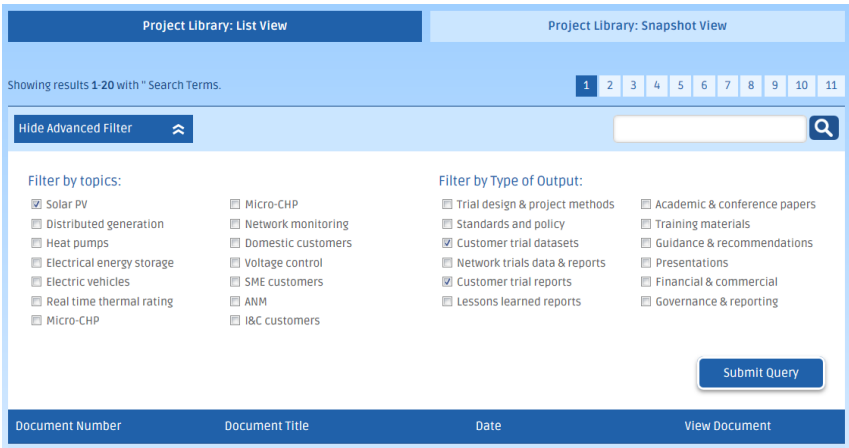 Project Library: List View
Project Library: Snapshot View
Showing results 1-20 with '' Search Terms.
1 2 3 4 5 6 7 8 9 10 11
Hide Advanced Filter
Filter by topics:
Solar PV
Distributed generation
Heat pumps
Electrical energy storage
Electric vehicles
Real time thermal rating
Micro-CHP
Micro-CHP
Network monitoring
Domestic customers
Voltage control
SME customers
ANM
I&C customers
Filter by Type of Output:
Trial design & project methods
Standards and policy
Customer trial datasets
Network trials data & reports
Customer trial reports
Lessons learned reports
Academic & conference papers
Training materials
Guidance & recommendations
Presentations
Financial & commercial
Governance & reporting
Submit Query
Document Number Document Title Date View Document